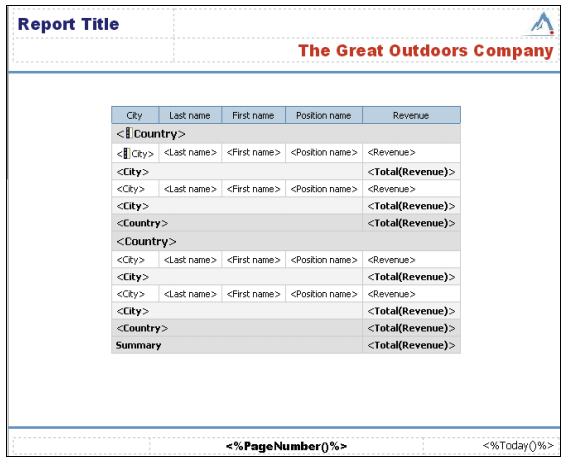 Report Title
The Great Outdoors Company
City Last name First name Position name Revenue
<Country>
<City> <Last name> <First name> <Position name> <Revenue>
<City> <Total(Revenue)>
<City> <Last name> <First name> <Position name> <Revenue>
<City> <Total(Revenue)>
<Country> <Total(Revenue)>
<Country>
<City> <Last name> <First name> <Position name> <Revenue>
<City> <Total(Revenue)>
<City> <Last name> <First name> <Position name> <Revenue>
<City> <Total(Revenue)>
<Country> <Total(Revenue)>
Summary <Total(Revenue)>
<%PageNumber()%> <%Today()%>